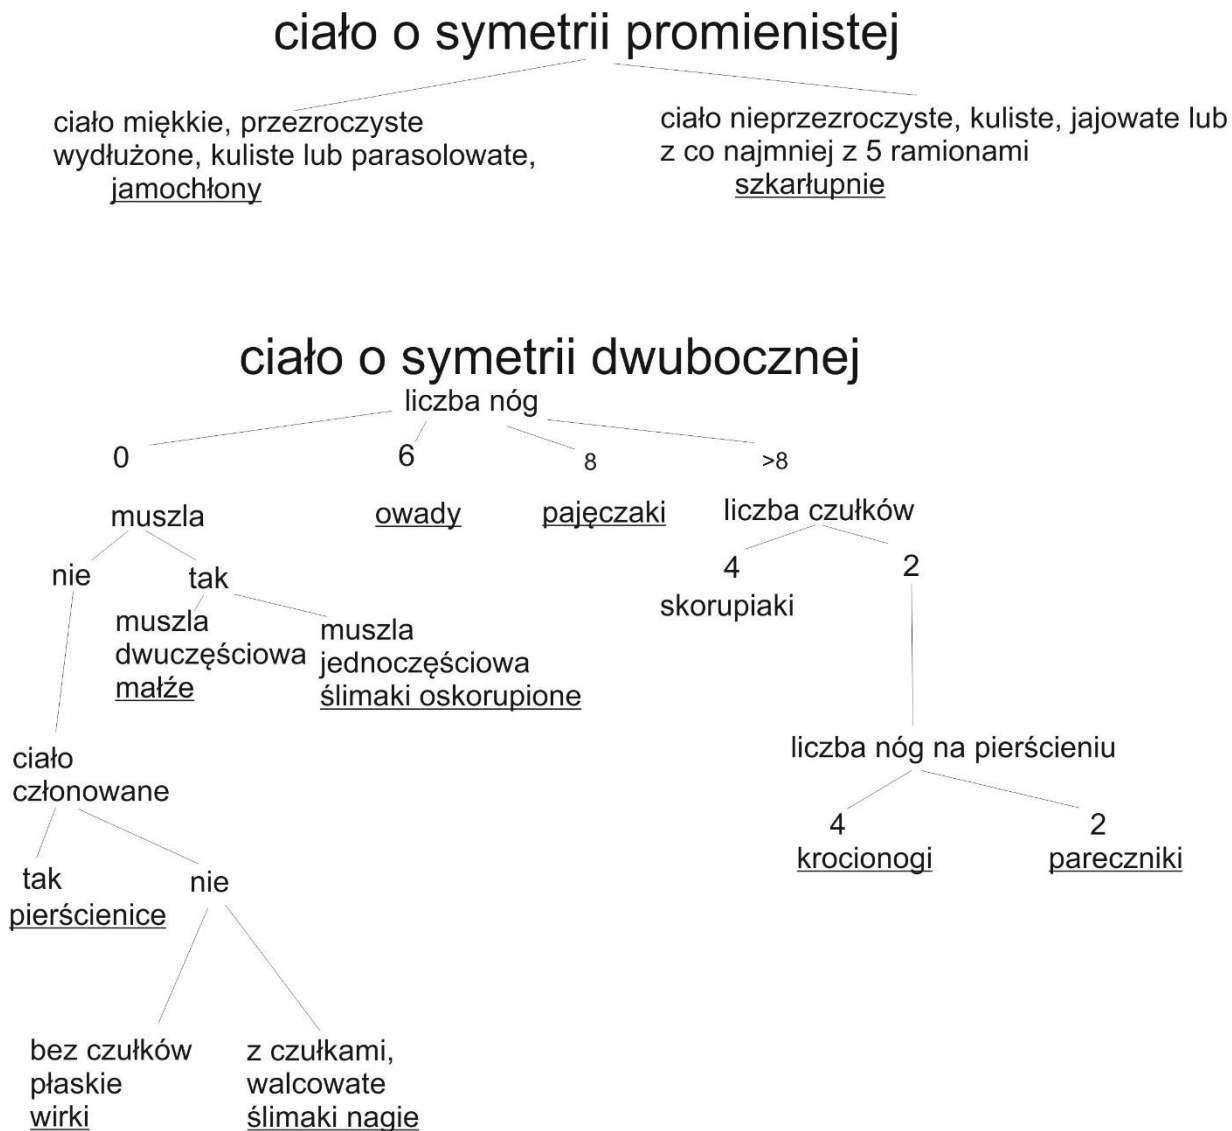 ciało o symetrii promienistej
ciało miękkie, przezroczyste
wydłużone, kuliste lub parasolowate,
jamochłony
ciało nieprzezroczyste, kuliste, jajowate lub
z co najmniej z 5 ramionami
szkarłupnie
ciało o symetrii dwubocznej
liczba nóg
0
6
8
>8
muszla
owady
pajęczaki
liczba czułków
nie
tak
4
2
skorupiaki
muszla
dwuczęściowa
małźe
muszla
jednoczęściowa
ślimaki oskorupione
ciało
członowane
liczba nóg na pierścieniu
4
krocionogi
2
pareczniki
tak
pierścienice
nie
bez czułków
płaskie
wirki
z czułkami,
walcowate
ślimaki nagie